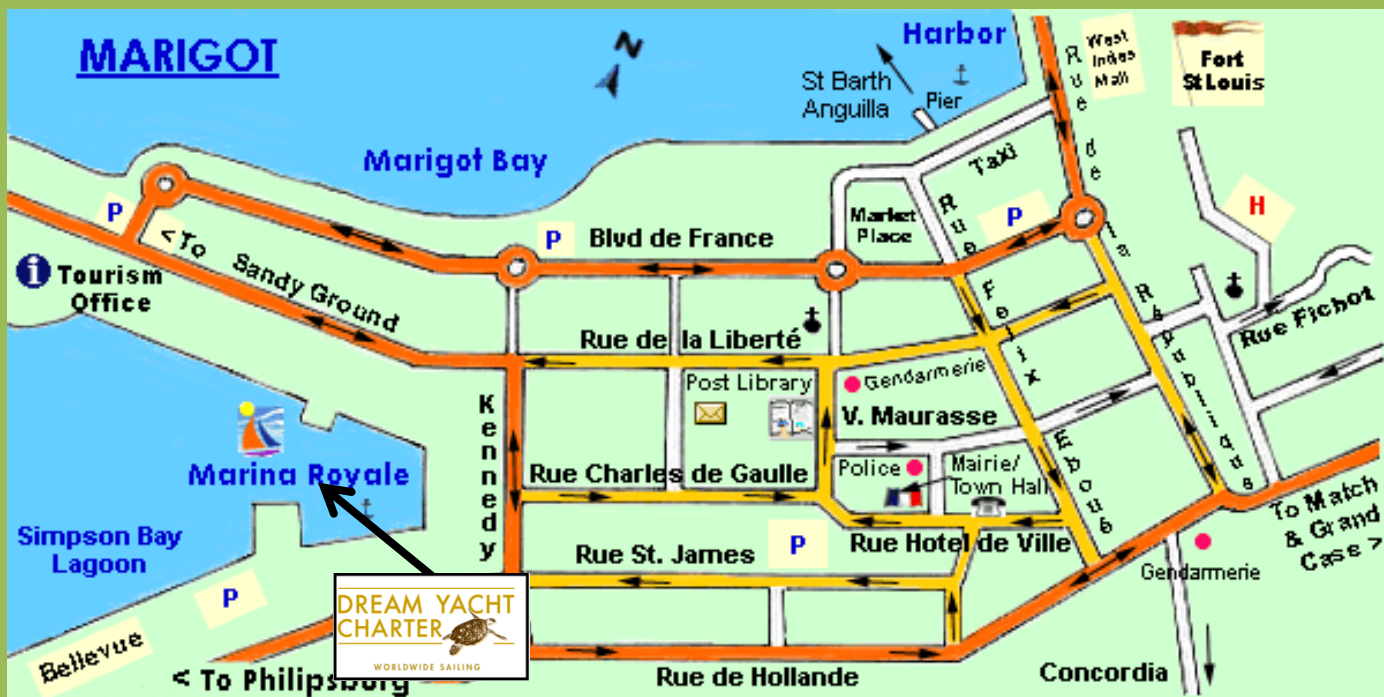 MARIGOT
N
Harbor
St Barth
Anguilla
Pier
Rue de la République
West
Indies
Mall
Fort
St Louis
Marigot Bay
Taxi
P
P
P
H
Market
Place
Blvd de France
Rue Felix Eboué
< To Sandy Ground
i
Tourism
Office
Rue de la Liberté
Rue Fichot
Post Library
Gendarmerie
V. Maurasse
Kennedy
Marina Royale
Rue Charles de Gaulle
Police
Mairie/
Town Hall
Simpson Bay
Lagoon
Rue St. James
P
Rue Hotel de Ville
To Match
& Grand
Case >
Gendarmerie
P
DREAM YACHT
CHARTER
WORLDWIDE SAILING
Bellevue
< To Philipsburg
Rue de Hollande
Concordia